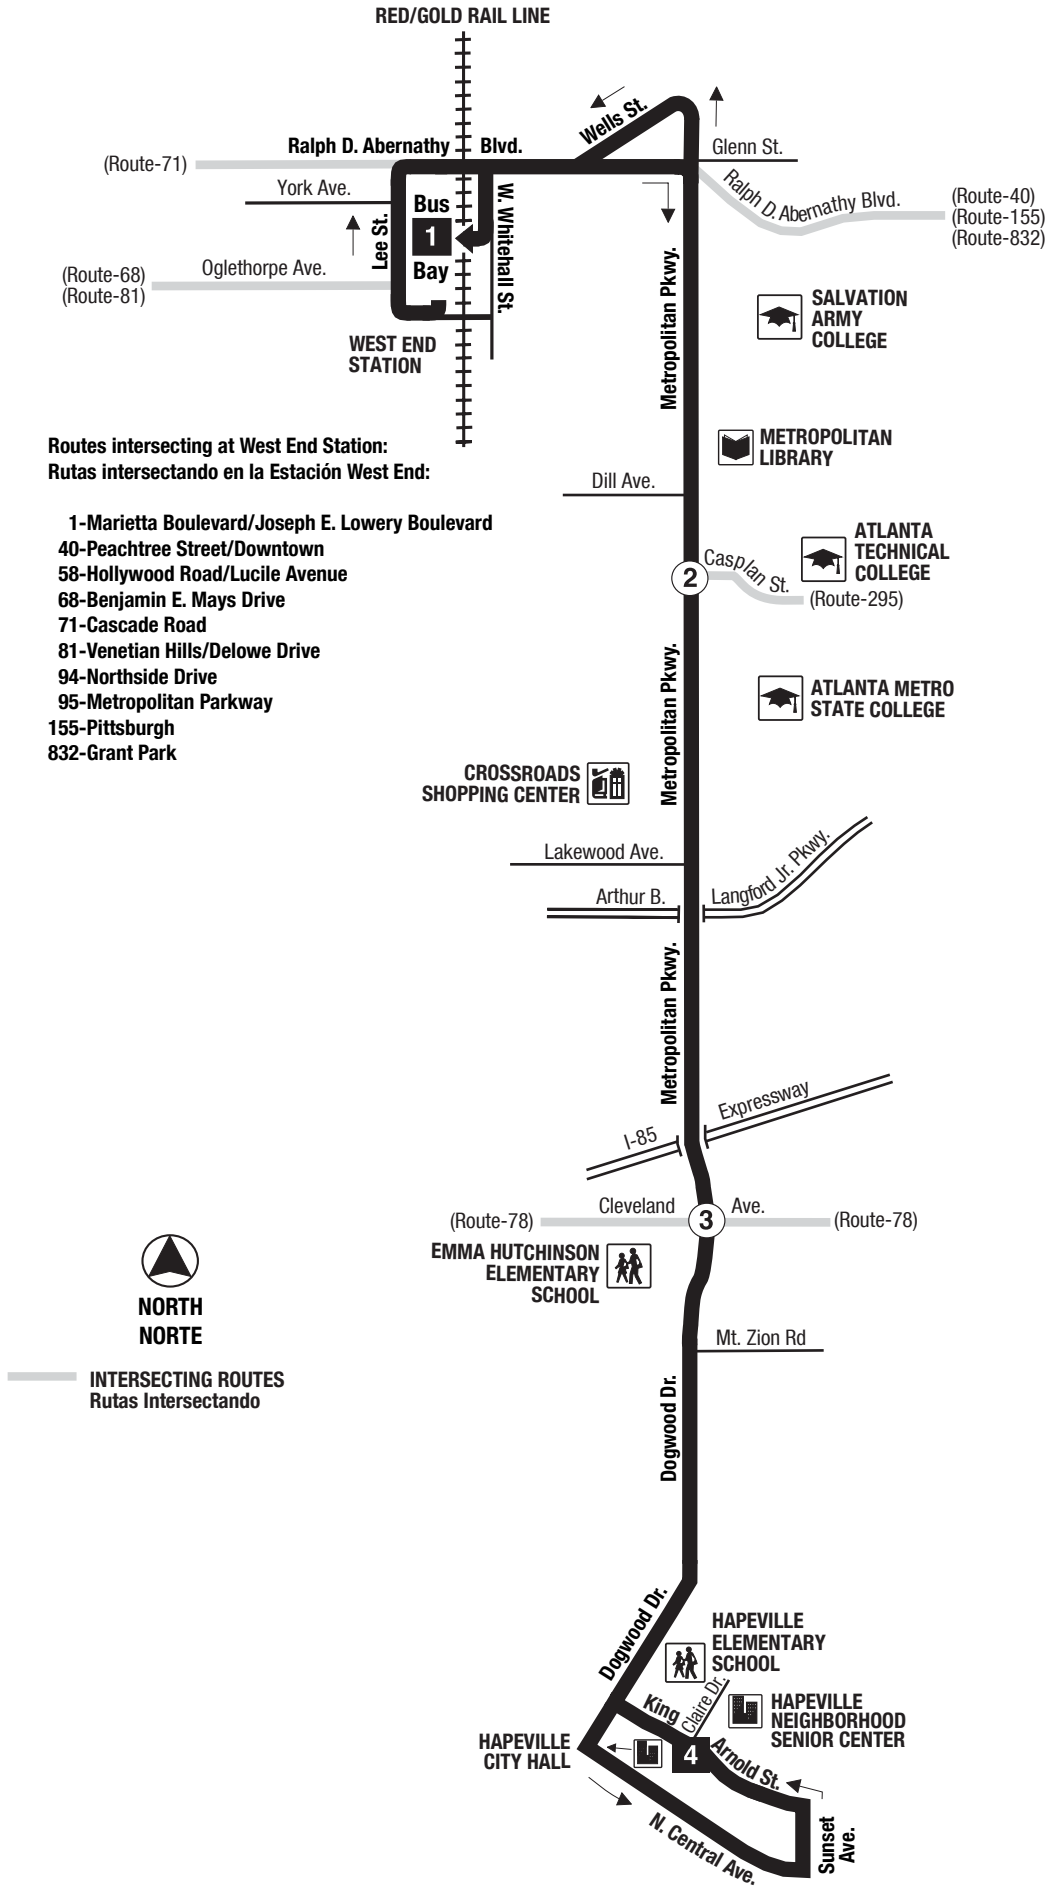 RED/GOLD RAIL LINE
Wells St.
Ralph D. Abernathy Blvd.
Glenn St.
(Route-71)
York Ave.
Ralph D. Abernathy Blvd.
(Route-40)
(Route-155)
(Route-832)
Bus
1
Bay
Lee St.
W. Whitehall St.
Metropolitan Pkwy.
Oglethorpe Ave.
(Route-68)
(Route-81)
SALVATION
ARMY
COLLEGE
WEST END
STATION
METROPOLITAN
LIBRARY
Routes intersecting at West End Station:
Rutas intersectando en la Estación West End:
1-Marietta Boulevard/Joseph E. Lowery Boulevard
40-Peachtree Street/Downtown
58-Hollywood Road/Lucile Avenue
68-Benjamin E. Mays Drive
71-Cascade Road
81-Venetian Hills/Delowe Drive
94-Northside Drive
95-Metropolitan Parkway
155-Pittsburgh
832-Grant Park
Dill Ave.
ATLANTA
TECHNICAL
COLLEGE
2
Casplan St.
(Route-295)
Metropolitan Pkwy.
ATLANTA METRO
STATE COLLEGE
CROSSROADS
SHOPPING CENTER
Lakewood Ave.
Arthur B. Langford Jr. Pkwy.
Metropolitan Pkwy.
I-85 Expressway
Cleveland Ave.
(Route-78)
3
(Route-78)
EMMA HUTCHINSON
ELEMENTARY
SCHOOL
NORTH
NORTE
Mt. Zion Rd
INTERSECTING ROUTES
Rutas Intersectando
Dogwood Dr.
Dogwood Dr.
HAPEVILLE
ELEMENTARY
SCHOOL
King Arnold St.
Claire Dr.
HAPEVILLE
NEIGHBORHOOD
SENIOR CENTER
HAPEVILLE
CITY HALL
4
N. Central Ave.
Sunset
Ave.